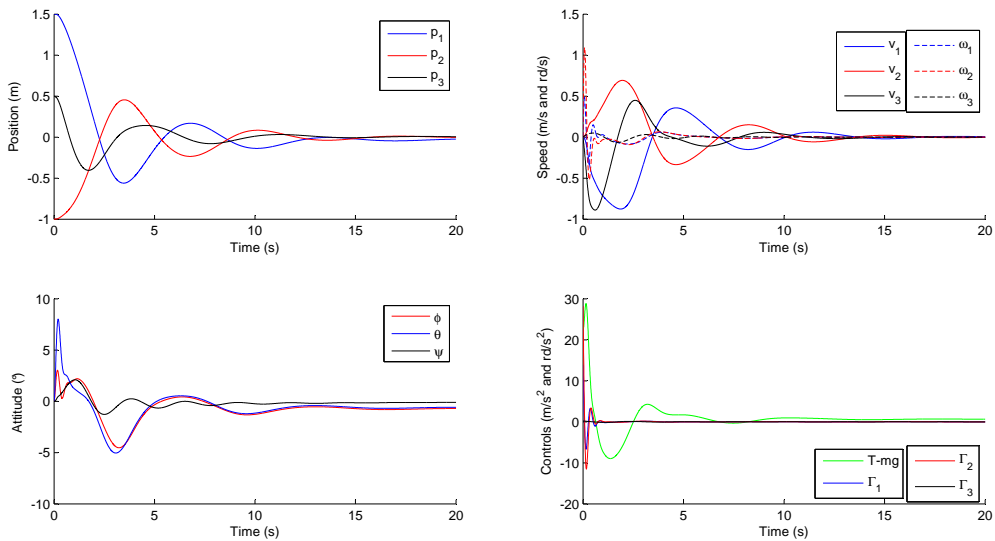 1.5
1
0.5
0
-0.5
-1
0 5 10 15 20
Position (m)
Time (s)
p1
p2
p3
1.5
1
0.5
0
-0.5
-1
0 5 10 15 20
Speed (m/s and rd/s)
Time (s)
v1
v2
v3
ω1
ω2
ω3
10
5
0
-5
-10
0 5 10 15 20
Attitude (°)
Time (s)
ϕ
θ
ψ
30
20
10
0
-10
-20
0 5 10 15 20
Controls (m/s² and rd/s²)
Time (s)
T-mg
Γ1
Γ2
Γ3